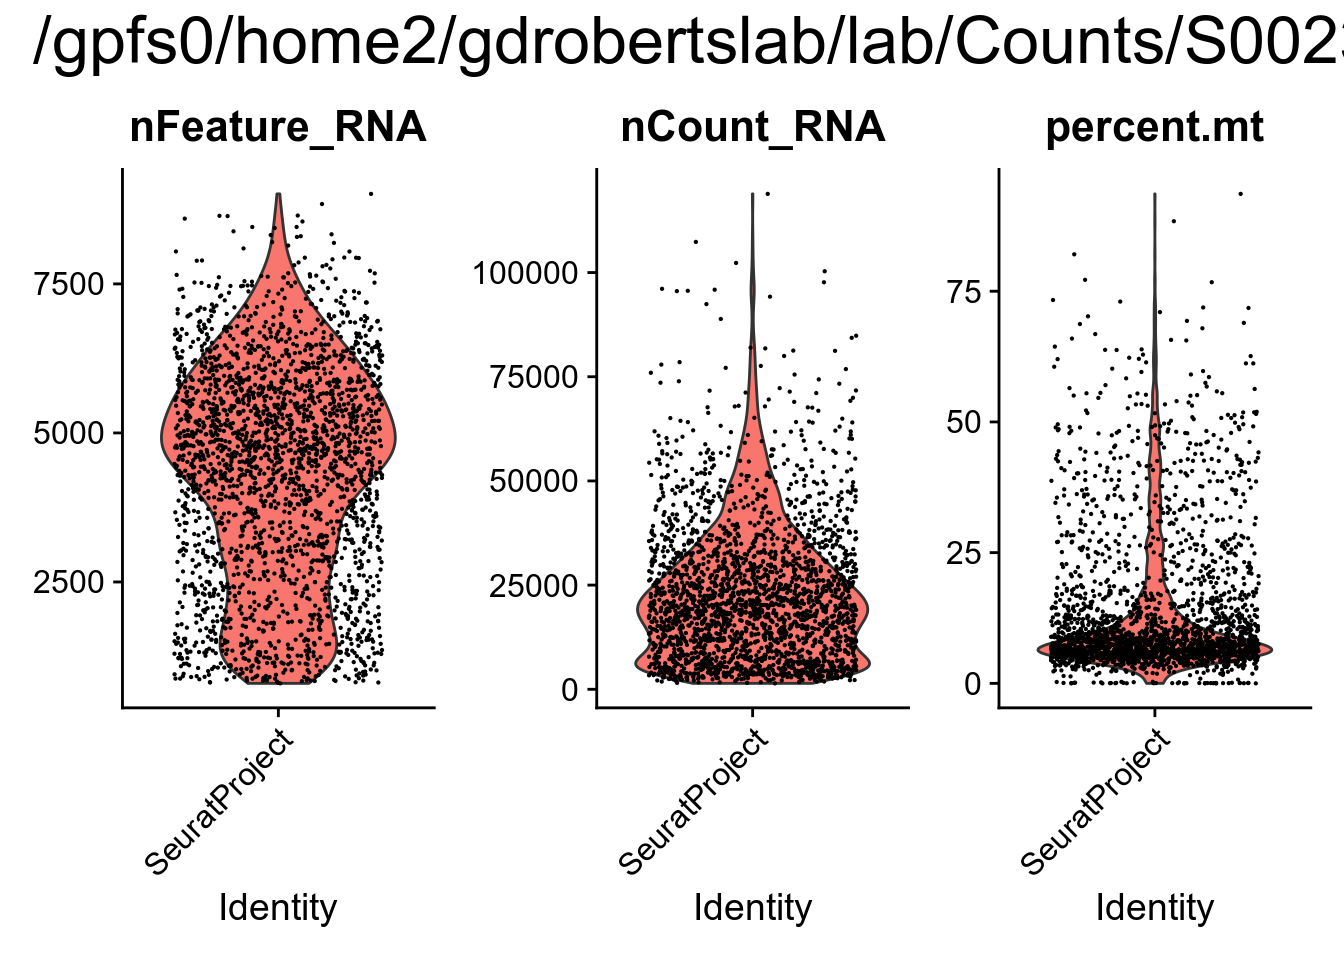 /gpfs0/home2/gdrobertslab/lab/Counts/S002
nFeature_RNA
nCount_RNA
percent.mt
7500
5000
2500
100000
75000
50000
25000
0
75
50
25
0
SeuratProject
SeuratProject
SeuratProject
Identity
Identity
Identity